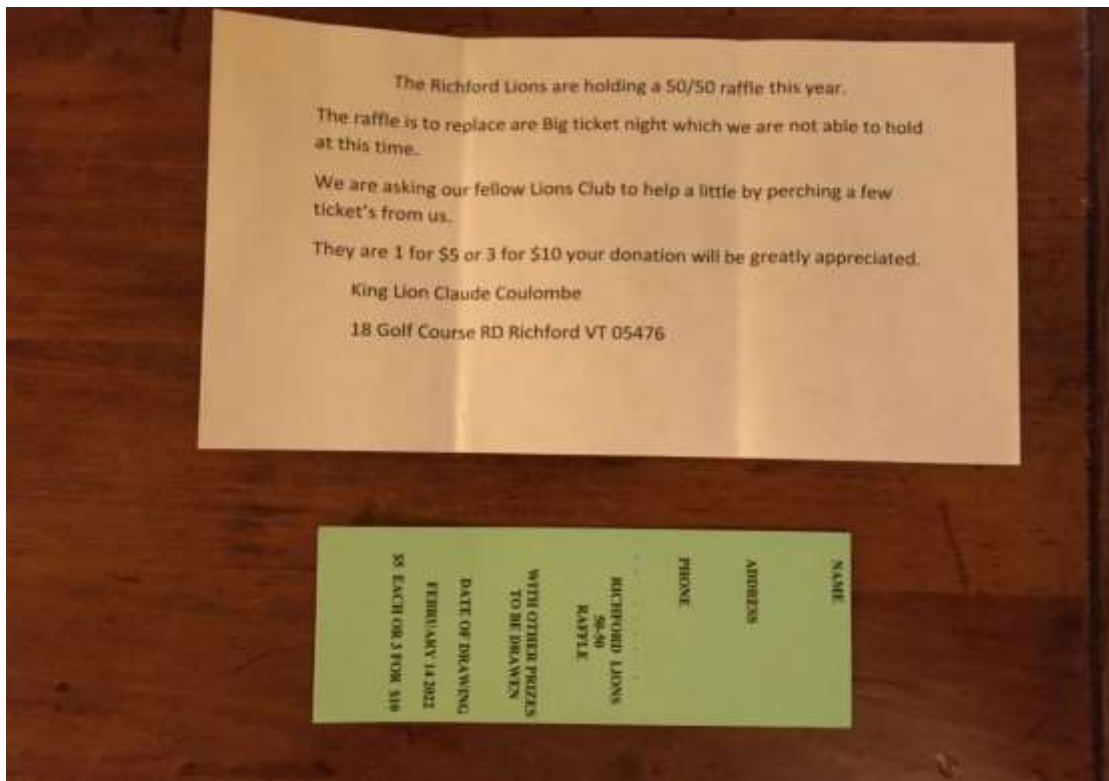 The Richford Lions are holding a 50/50 raffle this year.
The raffle is to replace are Big ticket night which we are not able to hold
at this time.
We are asking our fellow Lions Club to help a little by perching a few
ticket's from us.
They are 1 for $5 or 3 for $10 your donation will be greatly appreciated.
King Lion Claude Coulombe
18 Golf Course RD Richford VT 05476
NAME
ADDRESS
PHONE
RICHFORD LIONS
50-50
RAFFLE
WITH OTHER PRIZES
TO BE DRAWEN
DATE OF DRAWING
FEBRUARY 14 2022
$5 EACH OR 3 FOR $10